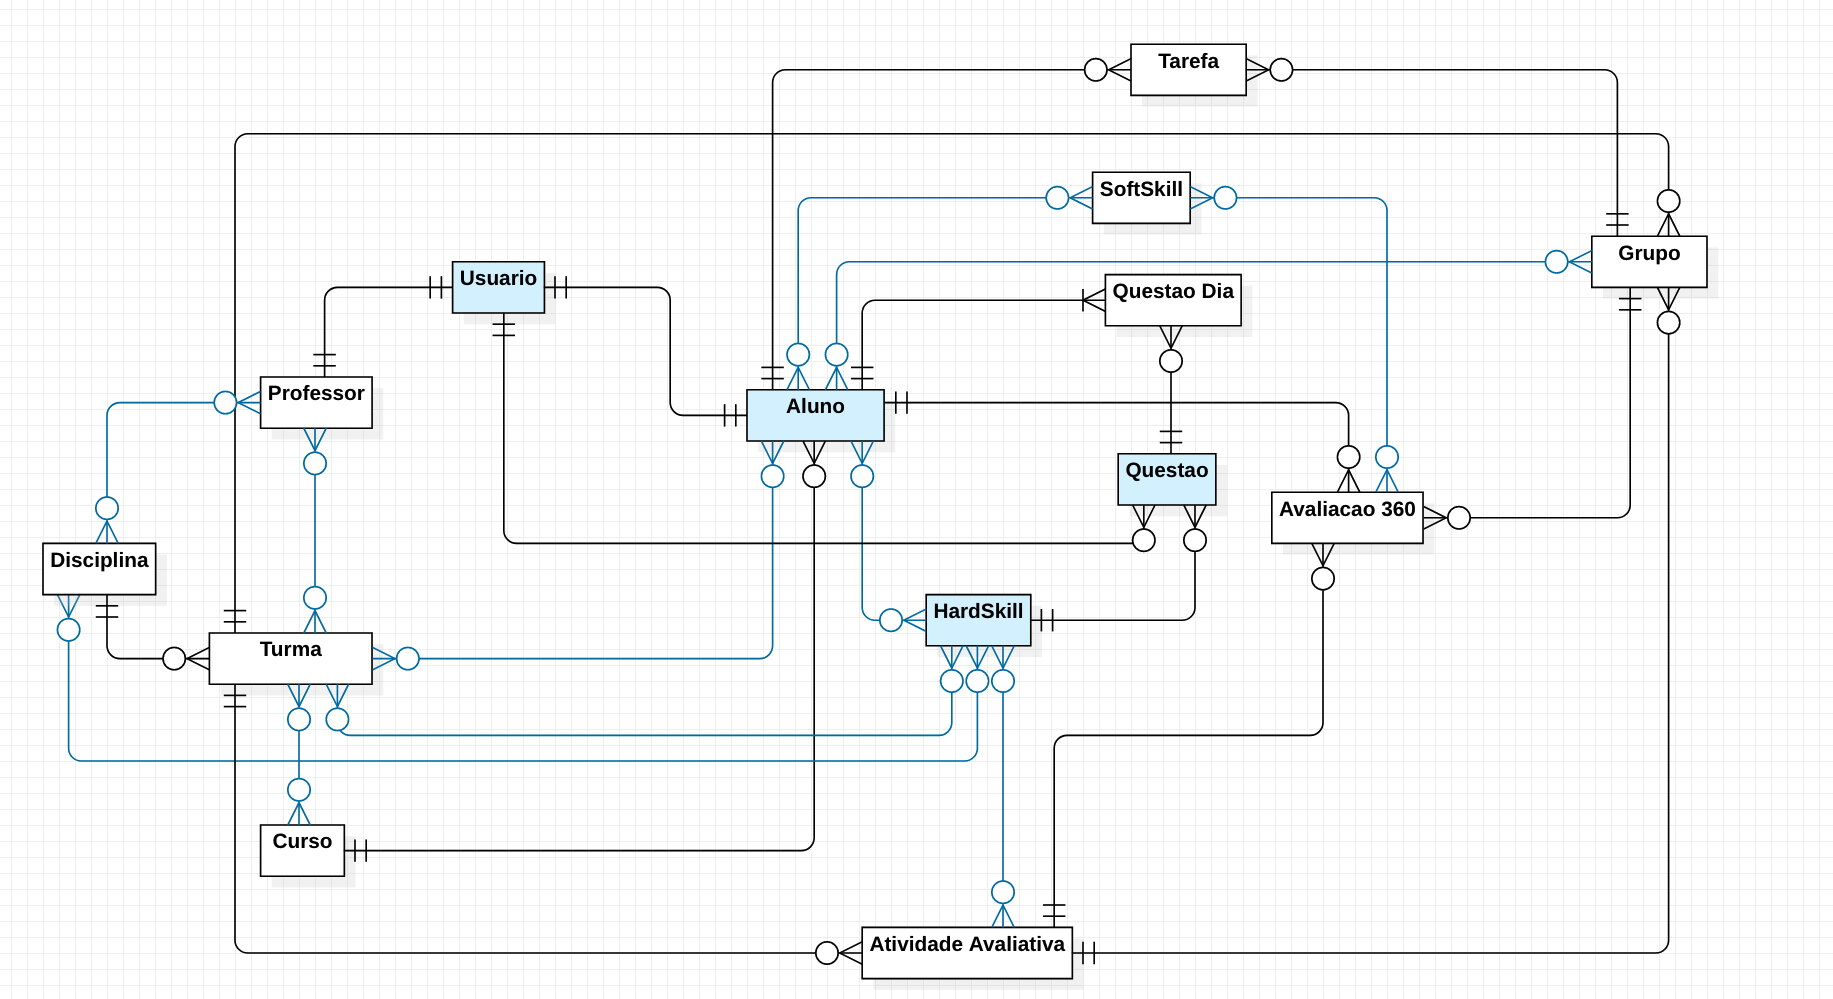 Tarefa
SoftSkill
Grupo
Usuario
Questao Dia
Professor
Aluno
Questao
Avaliacao 360
Disciplina
HardSkill
Turma
Curso
Atividade Avaliativa